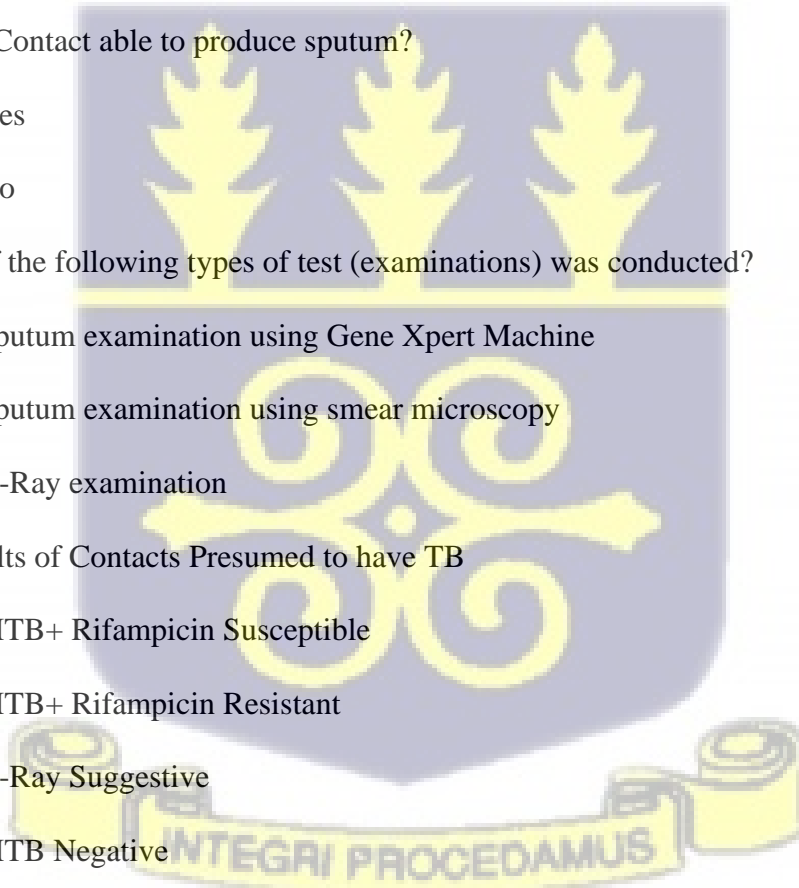 Contact able to produce sputum?
es
o
f the following types of test (examinations) was conducted?
putum examination using Gene Xpert Machine
putum examination using smear microscopy
-Ray examination
lts of Contacts Presumed to have TB
ITB+ Rifampicin Susceptible
ITB+ Rifampicin Resistant
-Ray Suggestive
ITB Negative
INTEGRI PROCEDAMUS